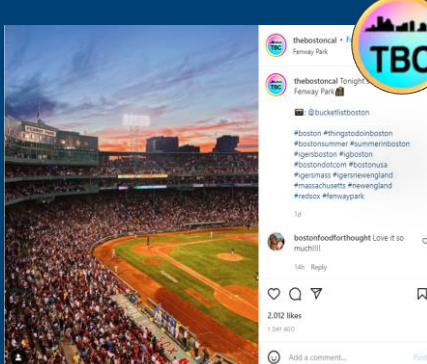 thebostoncal •
Fenway Park
TBC
TBC
thebostoncal Tonight
Fenway Park
: @bucketlistboston
#boston #thingstodoinboston
#bostonsummer #summerinboston
#igersboston #igboston
#bostondotcom #bostonusa
#igersmass #igersnewengland
#massachusetts #newengland
#redsox #fenwaypark
1d
bostonfoodforthought Love it so
much!!!!
14h Reply
2,012 likes
1 DAY AGO
Add a comment...
Post